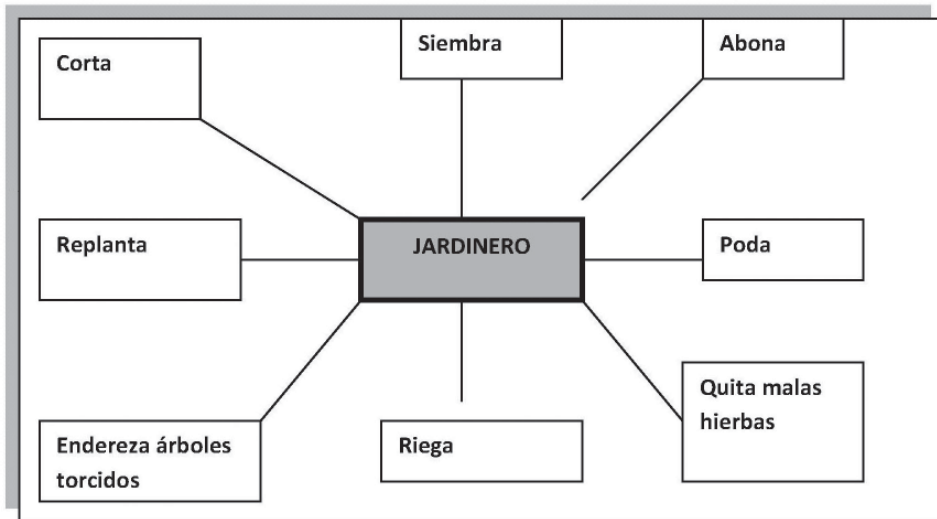 Corta
Siembra
Abona
Replanta
JARDINERO
Poda
Endereza árboles
torcidos
Riega
Quita malas
hierbas